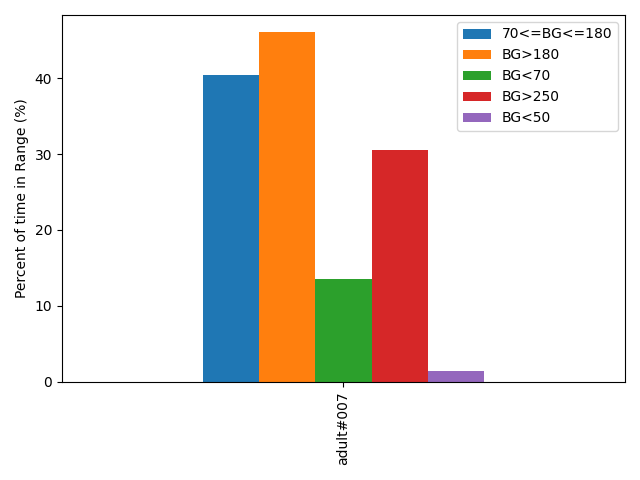 70<=BG<=180
BG>180
BG<70
BG>250
BG<50
Percent of time in Range (%)
40
30
20
10
0
adult#007